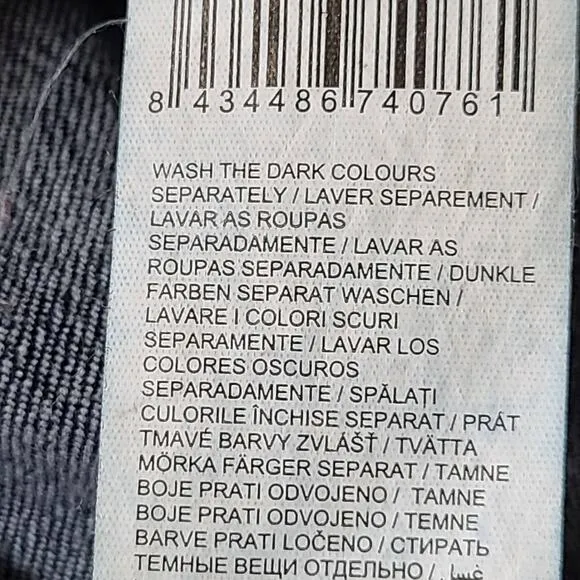 8 434486 740761
WASH THE DARK COLOURS
SEPARATELY / LAVER SEPAREMENT /
LAVAR AS ROUPAS
SEPARADAMENTE / LAVAR AS
ROUPAS SEPARADAMENTE / DUNKLE
FARBEN SEPARAT WASCHEN /
LAVARE I COLORI SCURI
SEPARAMENTE / LAVAR LOS
COLORES OSCUROS
SEPARADAMENTE / SPĂLAȚI
CULORILE ÎNCHISE SEPARAT / PRÁT
TMAVÉ BARVY ZVLÁŠŤ / TVÄTTA
MÖRKA FÄRGER SEPARAT / TAMNE
BOJE PRATI ODVOJENO / TAMNE
BOJE PRATI ODVOJENO / TEMNE
BARVE PRATI LOČENO / СТИРАТЬ
ТЕМНЫЕ ВЕЩИ ОТДЕЛЬНО /